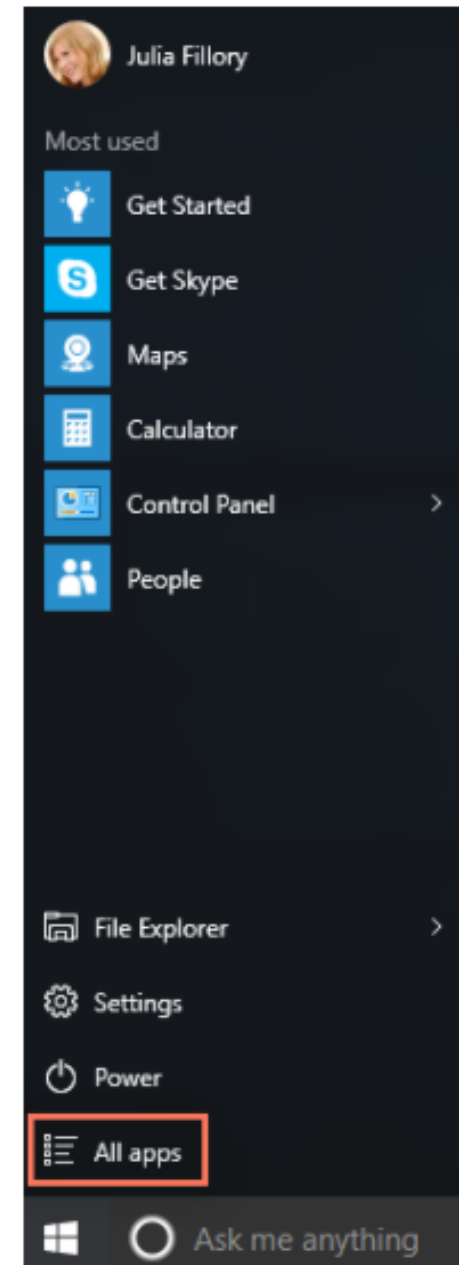 Julia Fillory
Most used
Get Started
Get Skype
Maps
Calculator
Control Panel
People
File Explorer
Settings
Power
All apps
Ask me anything